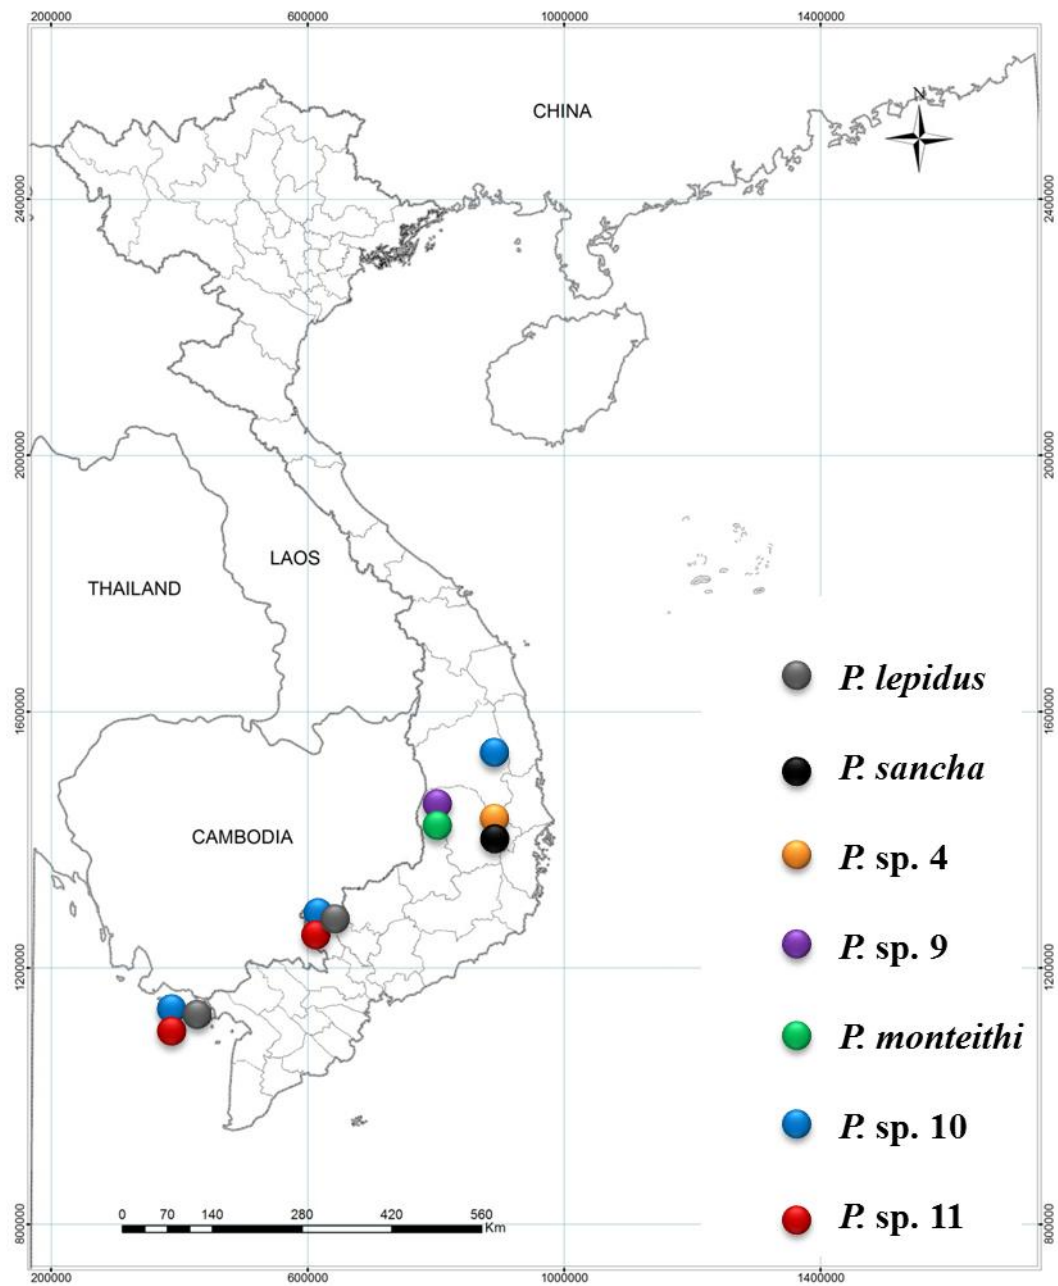 200000 600000 1000000 1400000
CHINA
N
2400000 2400000
2000000 2000000
LAOS
THAILAND
P. lepidus
1600000 1600000
P. sancha
CAMBODIA
P. sp. 4
P. sp. 9
1200000 1200000
P. monteithi
P. sp. 10
0 70 140 280 420 560
Km
P. sp. 11
800000 800000
200000 600000 1000000 1400000